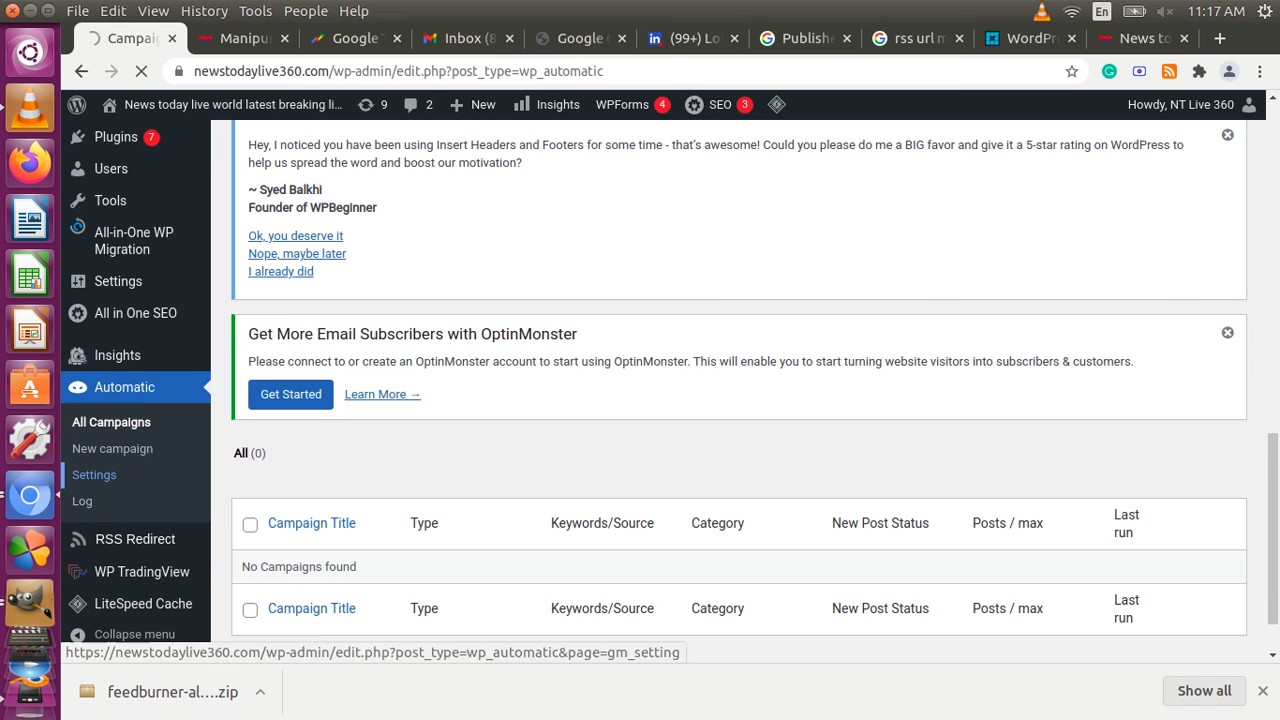 File Edit View History Tools People Help
En
11:17 AM
Campai
Manipu
Google
Inbox (8
Google
(99+) Lo
Publishe
rss url m
WordPr
News to
newstodaylive360.com/wp-admin/edit.php?post_type=wp_automatic
News today live world latest breaking li...
9
2
New
Insights
WPForms 4
SEO 3
Howdy, NT Live 360
Plugins 7
Users
Tools
All-in-One WP
Migration
Settings
All in One SEO
Insights
Automatic
All Campaigns
New campaign
Settings
Log
RSS Redirect
WP TradingView
LiteSpeed Cache
Collapse menu
Hey, I noticed you have been using Insert Headers and Footers for some time - that's awesome! Could you please do me a BIG favor and give it a 5-star rating on WordPress to
help us spread the word and boost our motivation?
~ Syed Balkhi
Founder of WPBeginner
Ok, you deserve it
Nope, maybe later
I already did
Get More Email Subscribers with OptinMonster
Please connect to or create an OptinMonster account to start using OptinMonster. This will enable you to start turning website visitors into subscribers & customers.
Get Started
Learn More →
All (0)
Campaign Title Type Keywords/Source Category New Post Status Posts / max Last
run
No Campaigns found
Campaign Title Type Keywords/Source Category New Post Status Posts / max Last
run
https://newstodaylive360.com/wp-admin/edit.php?post_type=wp_automatic&page=gm_setting
feedburner-al....zip
Show all